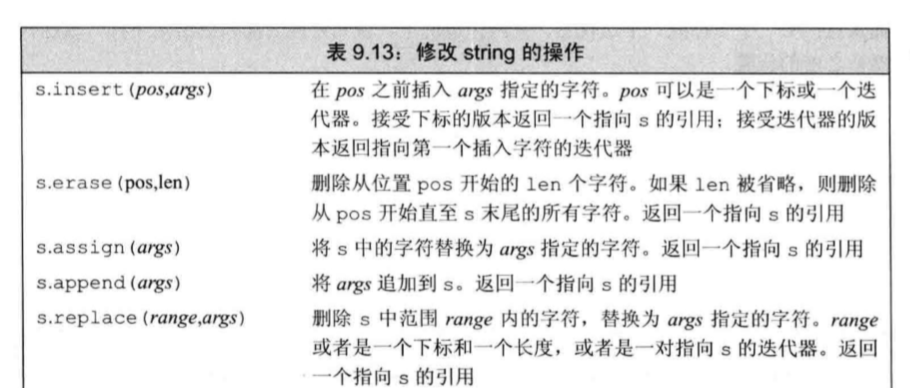 表 9.13：修改 string 的操作
s.insert(pos,args) 在 pos 之前插入 args 指定的字符。pos 可以是一个下标或一个迭
代器。接受下标的版本返回一个指向 s 的引用；接受迭代器的版
本返回指向第一个插入字符的迭代器
s.erase(pos,len) 删除从位置 pos 开始的 len 个字符。如果 len 被省略，则删除
从 pos 开始直至 s 末尾的所有字符。返回一个指向 s 的引用
s.assign(args) 将 s 中的字符替换为 args 指定的字符。返回一个指向 s 的引用
s.append(args) 将 args 追加到 s。返回一个指向 s 的引用
s.replace(range,args) 删除 s 中范围 range 内的字符，替换为 args 指定的字符。range
或者是一个下标和一个长度，或者是一对指向 s 的迭代器。返回
一个指向 s 的引用